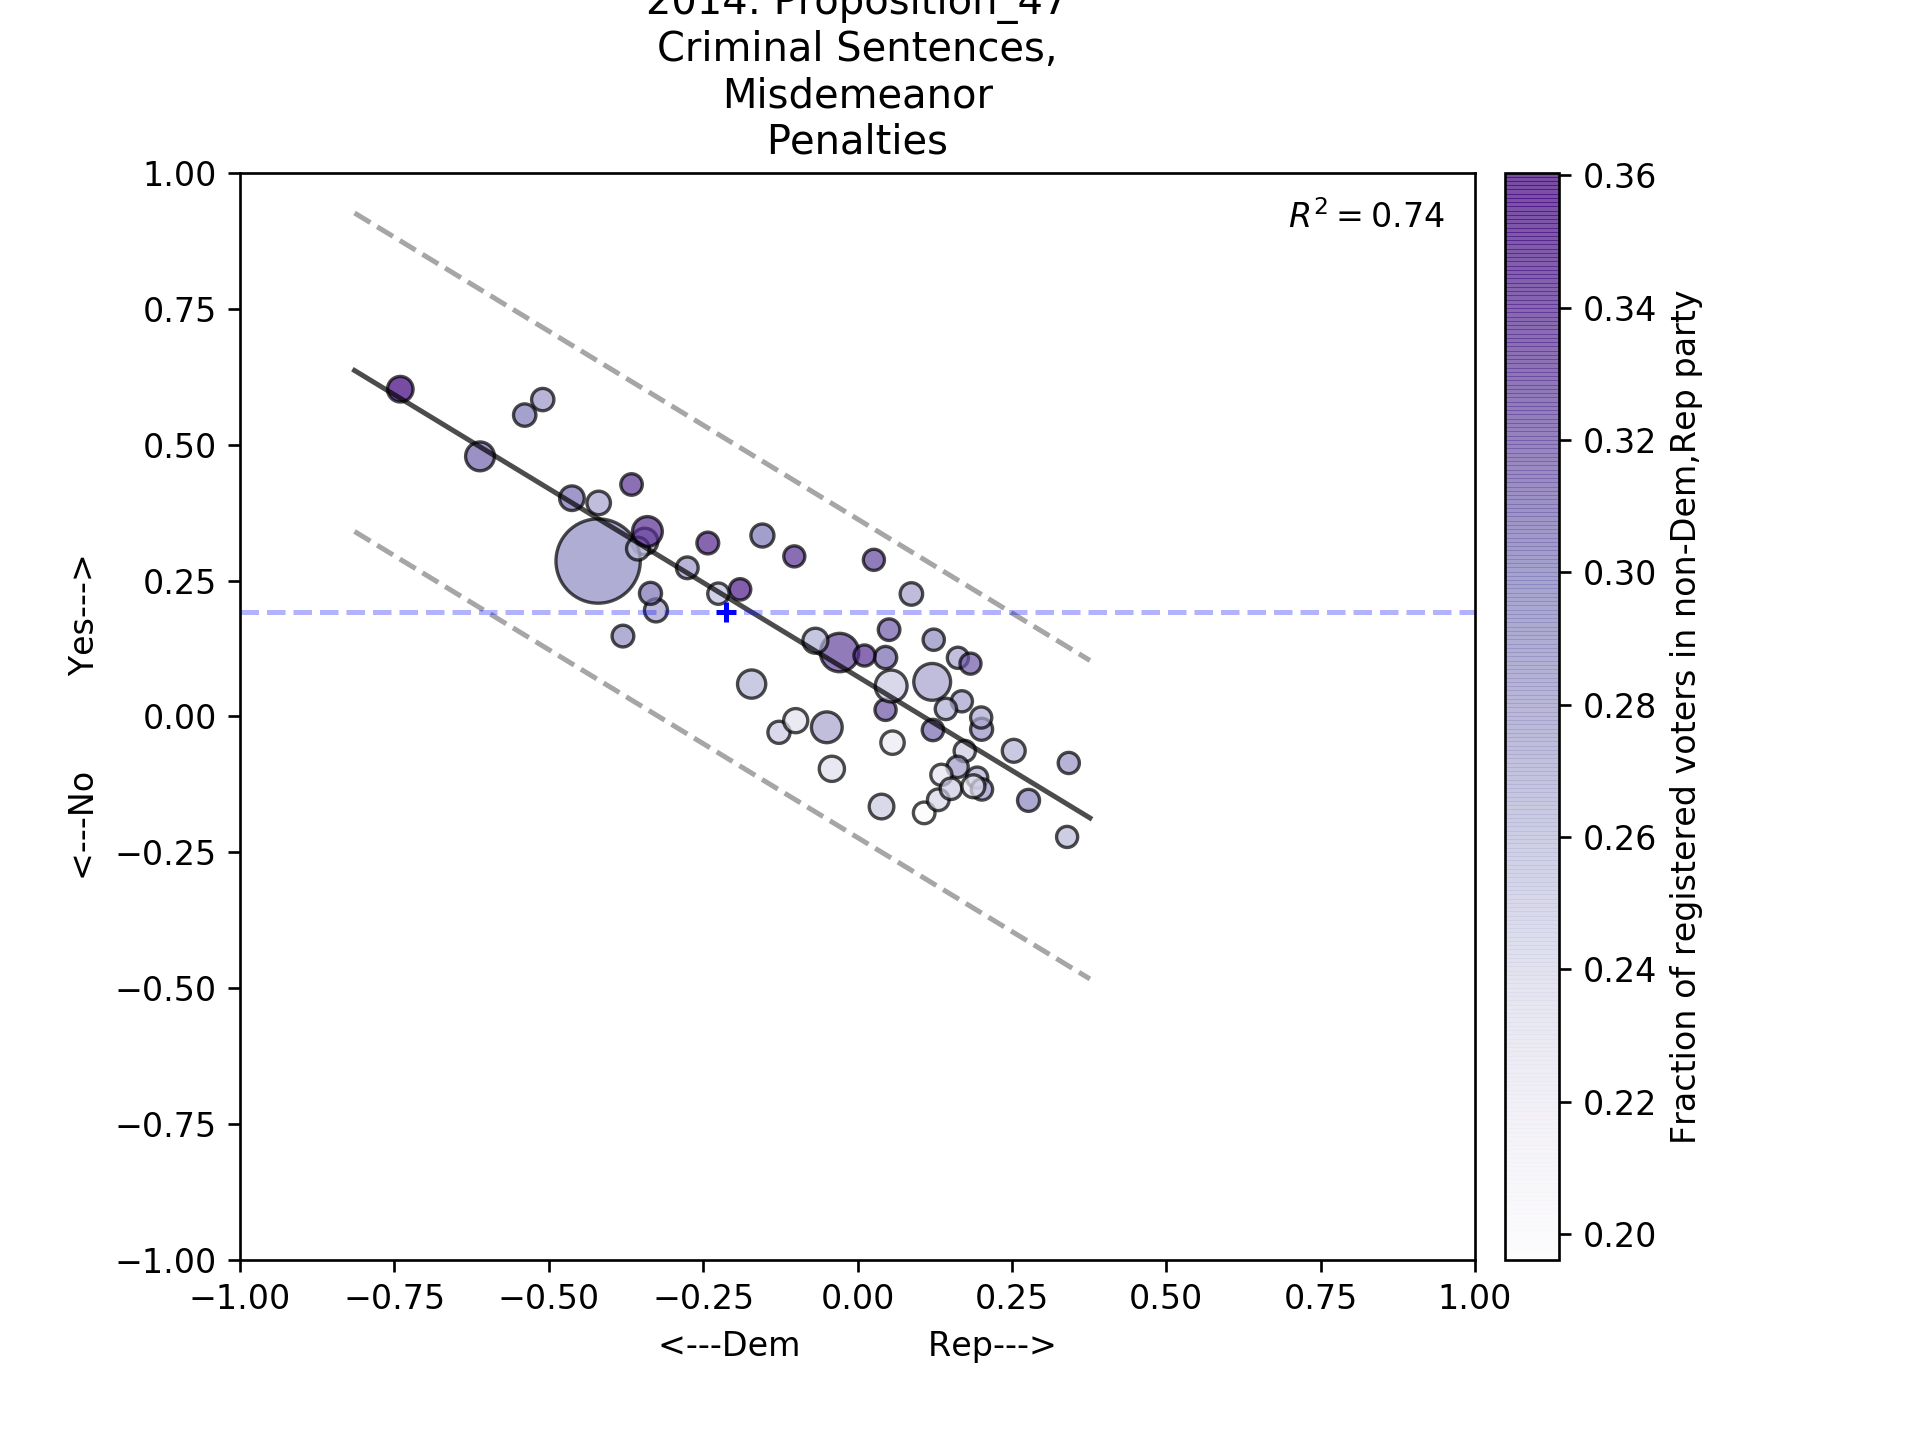 2014: Proposition_47
Criminal Sentences,
Misdemeanor
Penalties
R² = 0.74
1.00
0.75
0.50
0.25
0.00
−0.25
−0.50
−0.75
−1.00
<---No Yes--->
−1.00 −0.75 −0.50 −0.25 0.00 0.25 0.50 0.75 1.00
<---Dem Rep--->
0.36
0.34
0.32
0.30
0.28
0.26
0.24
0.22
0.20
Fraction of registered voters in non-Dem,Rep party